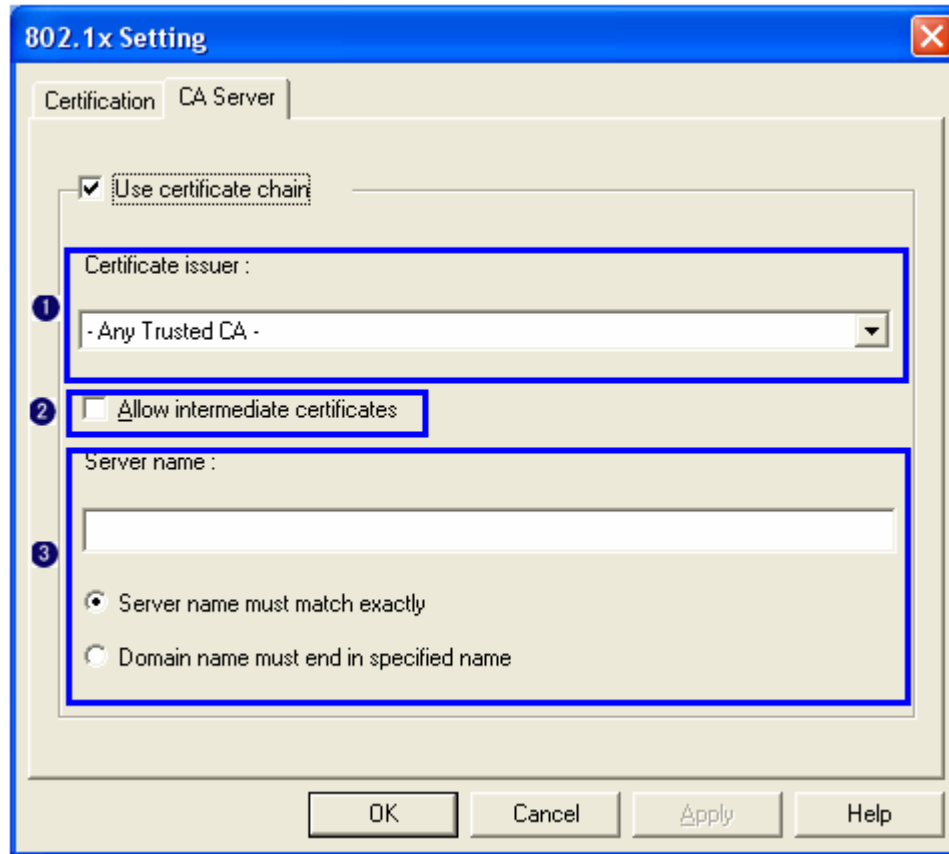 802.1x Setting
Certification
CA Server
Use certificate chain
1
Certificate issuer :
- Any Trusted CA -
2
Allow intermediate certificates
Server name :
3
Server name must match exactly
Domain name must end in specified name
OK
Cancel
Apply
Help